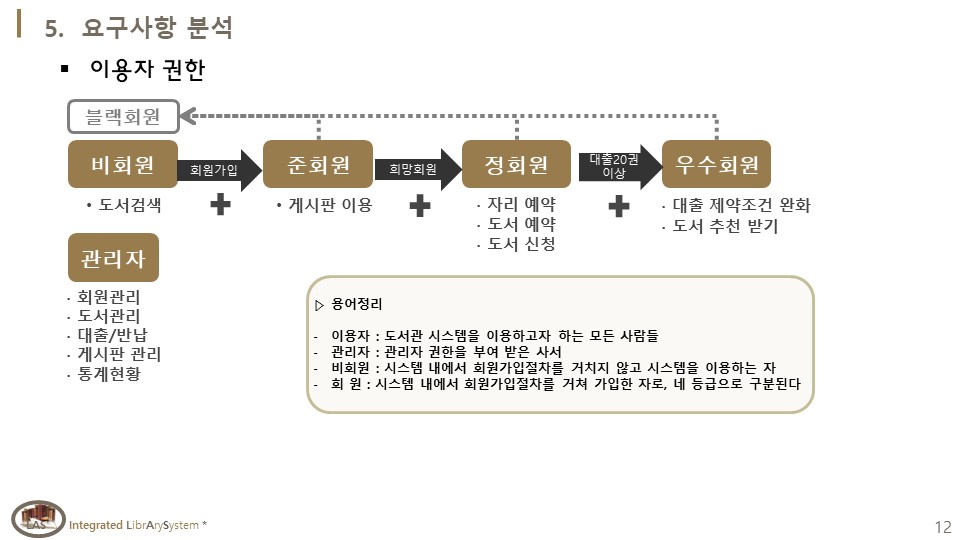 5. 요구사항 분석
▪ 이용자 권한
블랙회원
비회원
회원가입
준회원
희망회원
정회원
대출20권
이상
우수회원
• 도서검색
• 게시판 이용
· 자리 예약
· 도서 예약
· 도서 신청
· 대출 제약조건 완화
· 도서 추천 받기
관리자
· 회원관리
· 도서관리
· 대출/반납
· 게시판 관리
· 통계현황
▷ 용어정리
- 이용자 : 도서관 시스템을 이용하고자 하는 모든 사람들
- 관리자 : 관리자 권한을 부여 받은 사서
- 비회원 : 시스템 내에서 회원가입절차를 거치지 않고 시스템을 이용하는 자
- 회 원 : 시스템 내에서 회원가입절차를 거쳐 가입한 자로, 네 등급으로 구분된다
LAS
Integrated LibrArySystem *
12